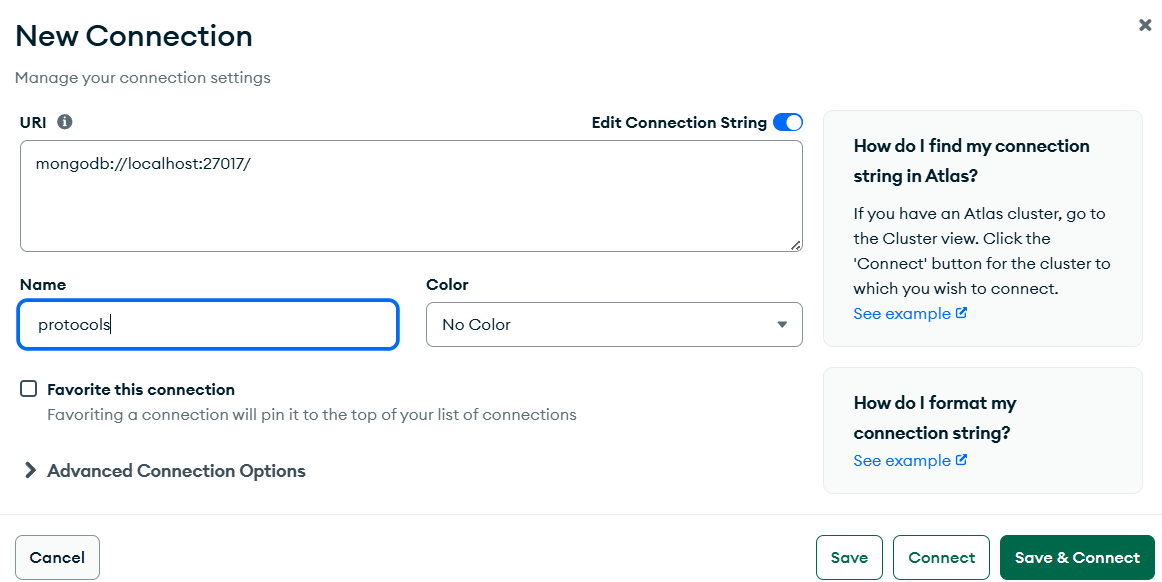 New Connection
Manage your connection settings
URI
Edit Connection String
mongodb://localhost:27017/
Name
Color
protocols
No Color
Favorite this connection
Favoriting a connection will pin it to the top of your list of connections
Advanced Connection Options
How do I find my connection
string in Atlas?
If you have an Atlas cluster, go to
the Cluster view. Click the
'Connect' button for the cluster to
which you wish to connect.
See example
How do I format my
connection string?
See example
Cancel
Save
Connect
Save & Connect